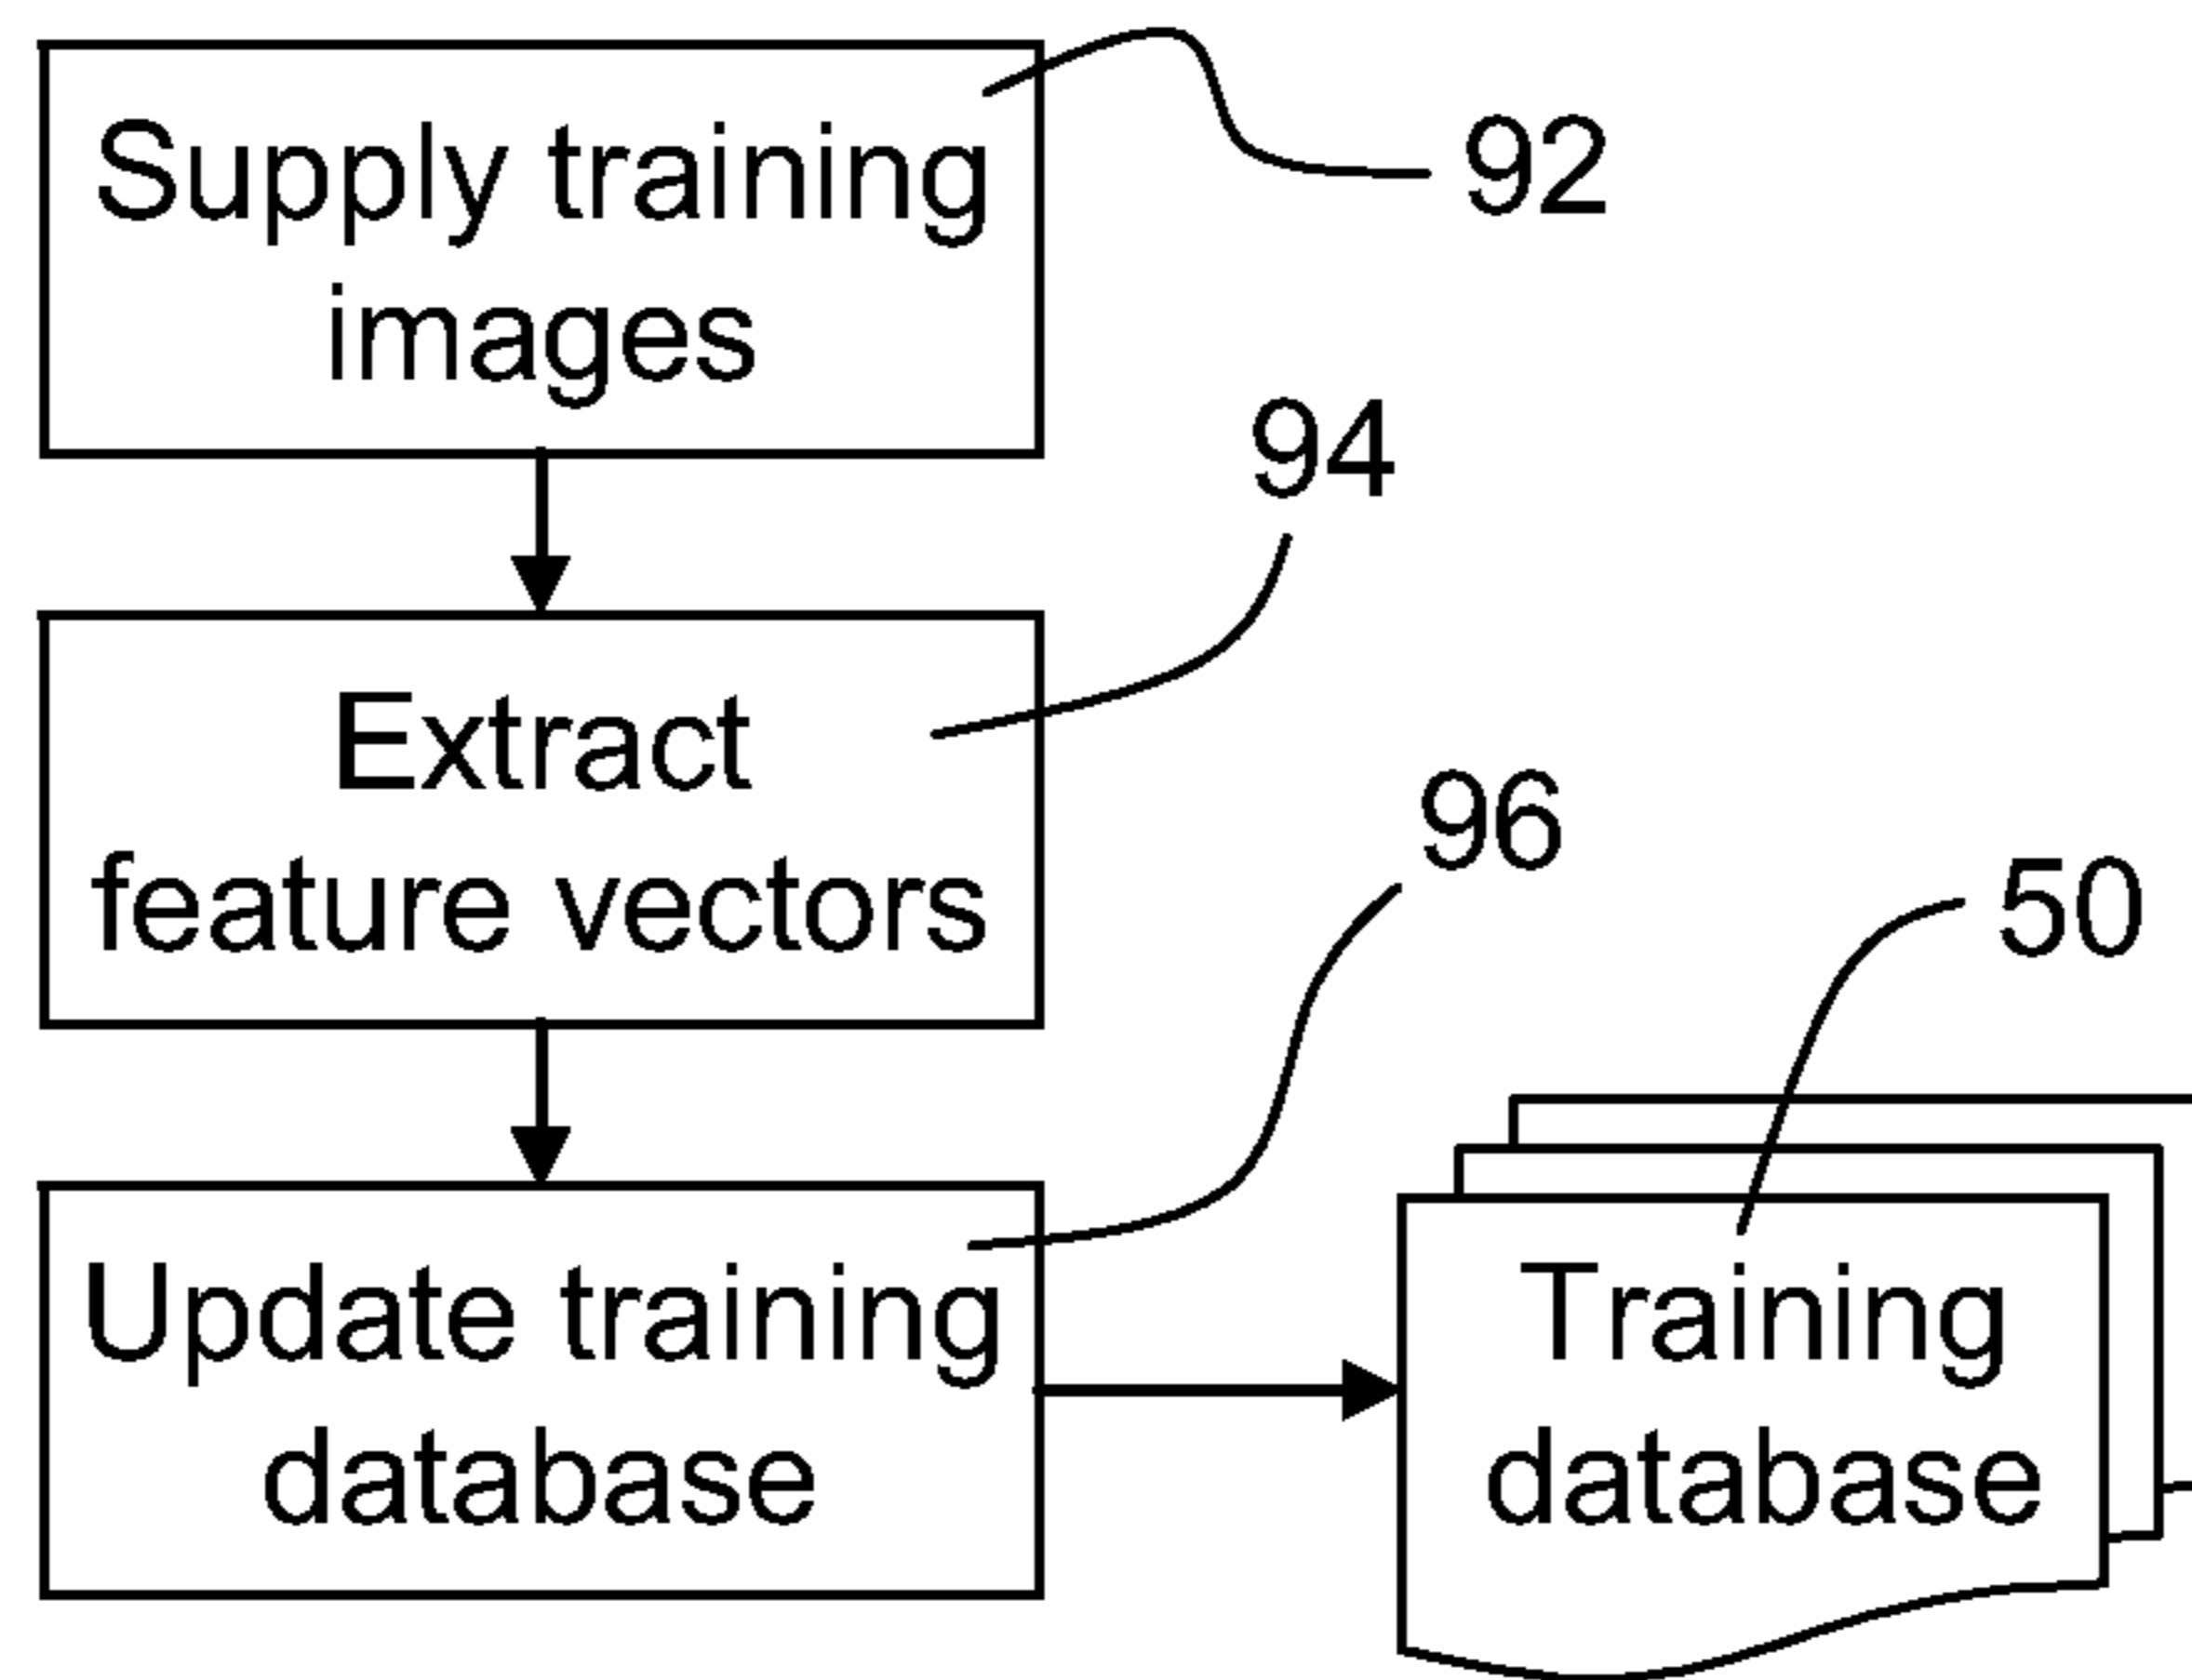 Supply training
images
92
94
Extract
feature vectors
96
50
Update training
database
Training
database